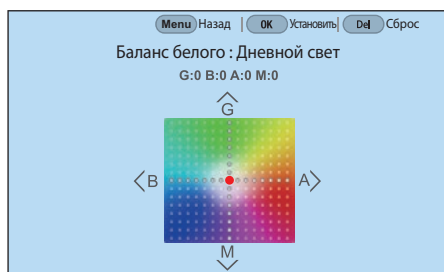 Menu Назад | OK Установить | Del Сброс
Баланс белого : Дневной свет
G:0 B:0 A:0 M:0
G
B A
M